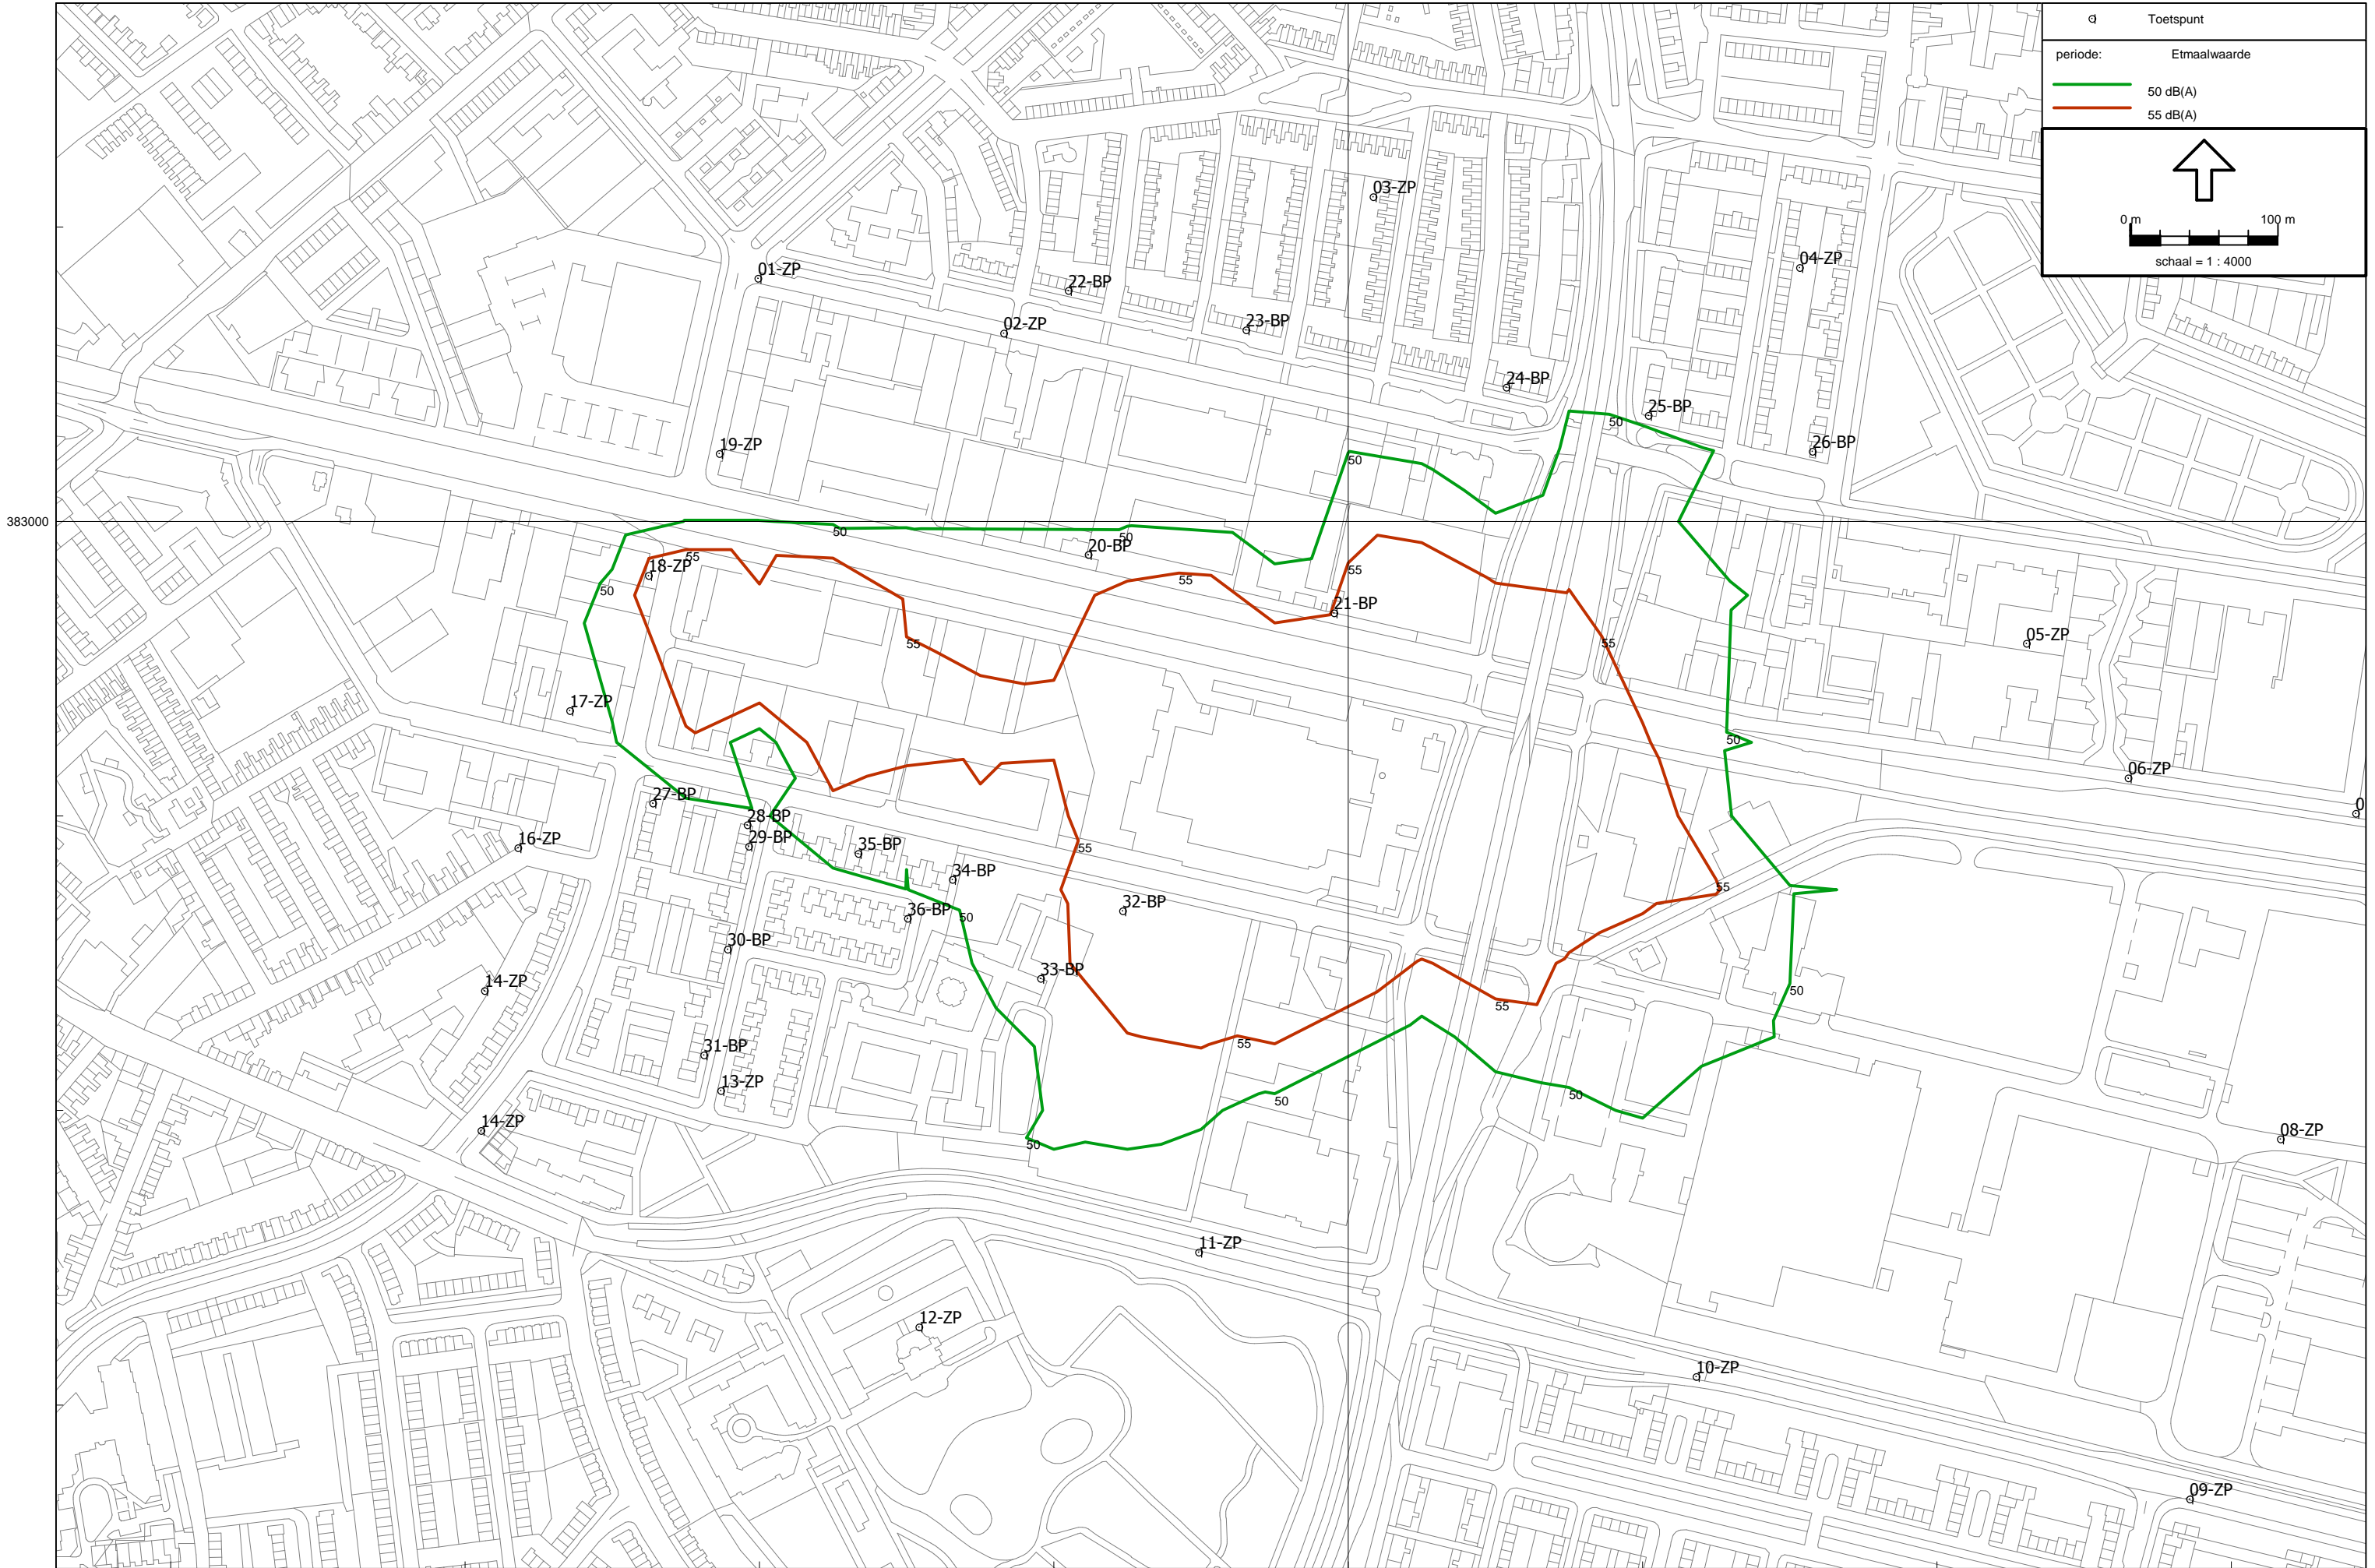 Toetspunt
periode: Etmaalwaarde
50 dB(A)
55 dB(A)
0 m 100 m
schaal = 1 : 4000
03-ZP
01-ZP
04-ZP
22-BP
02-ZP
23-BP
24-BP
25-BP
50
26-BP
19-ZP
50
383000
50
50
20-BP
55
18-ZP
55
55
50
21-BP
55
55
05-ZP
17-ZP
50
06-ZP
27-BP
0
28-BP
29-BP
16-ZP
35-BP
55
34-BP
55
32-BP
36-BP
50
30-BP
33-BP
14-ZP
50
55
55
31-BP
13-ZP
50
50
14-ZP
08-ZP
50
11-ZP
12-ZP
10-ZP
09-ZP